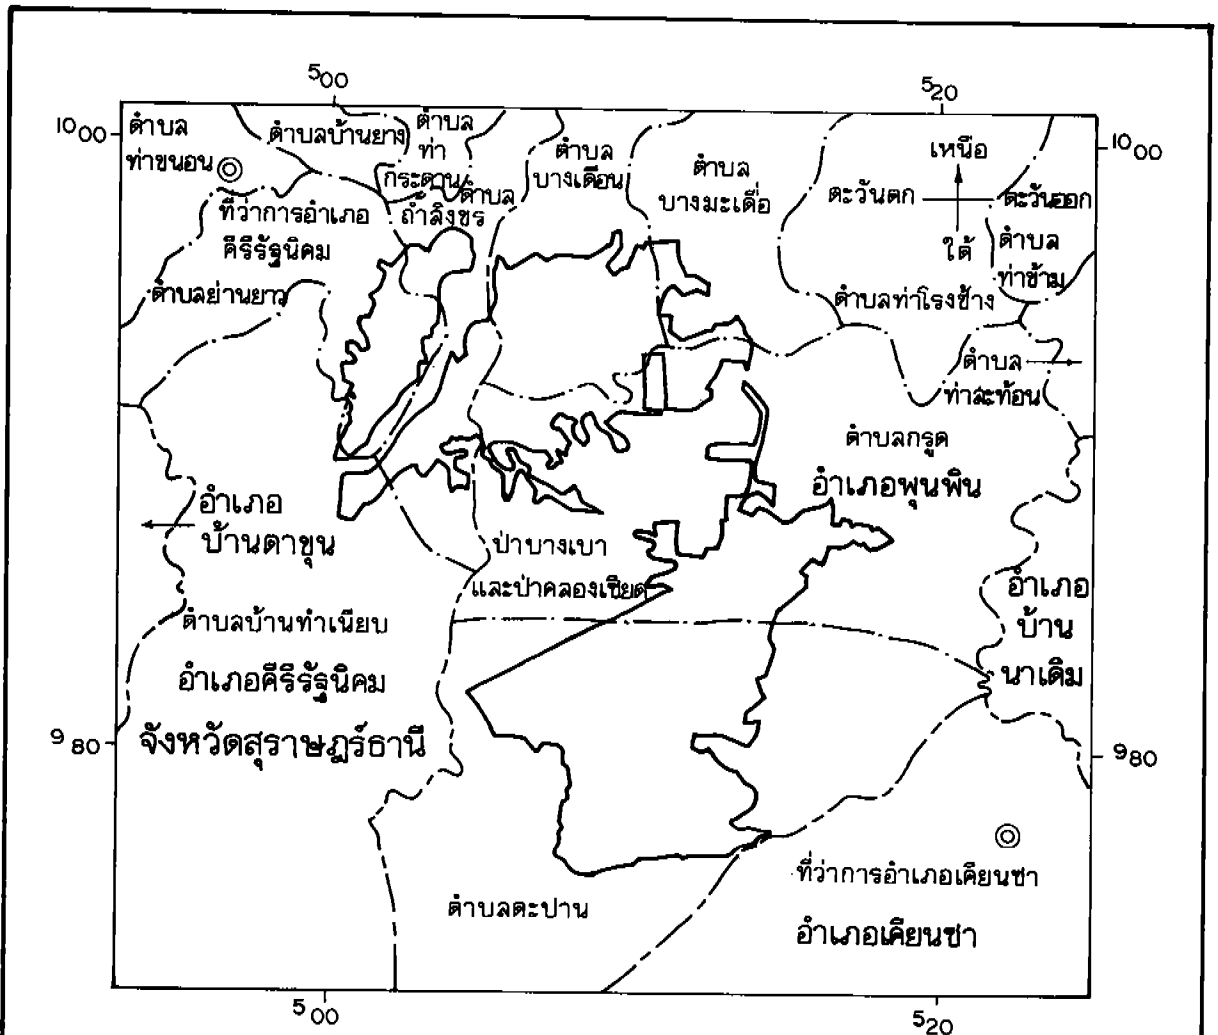 500
520
1000
1000
ตำบล
ท่าขนอน
ตำบลบ้านยาง
ตำบล
ท่า
กระดาน
ตำบล
ถ้ำสิงขร
ตำบล
บางเดือน
ตำบล
บางมะเดื่อ
เหนือ
ตะวันตก
ตะวันออก
ใต้
ตำบล
ท่าข้าม
ที่ว่าการอำเภอ
คีรีรัฐนิคม
ตำบลย่านยาว
ตำบลท่าโรงช้าง
ตำบล
ท่าสะท้อน
ตำบลกรูด
อำเภอพุนพิน
อำเภอ
บ้านตาขุน
ป่าบางเบา
และป่าคลองเซียด
อำเภอ
บ้าน
นาเดิม
ตำบลบ้านทำเนียบ
อำเภอคีรีรัฐนิคม
จังหวัดสุราษฎร์ธานี
980
980
ที่ว่าการอำเภอเคียนซา
ตำบลตะปาน
อำเภอเคียนซา
500
520